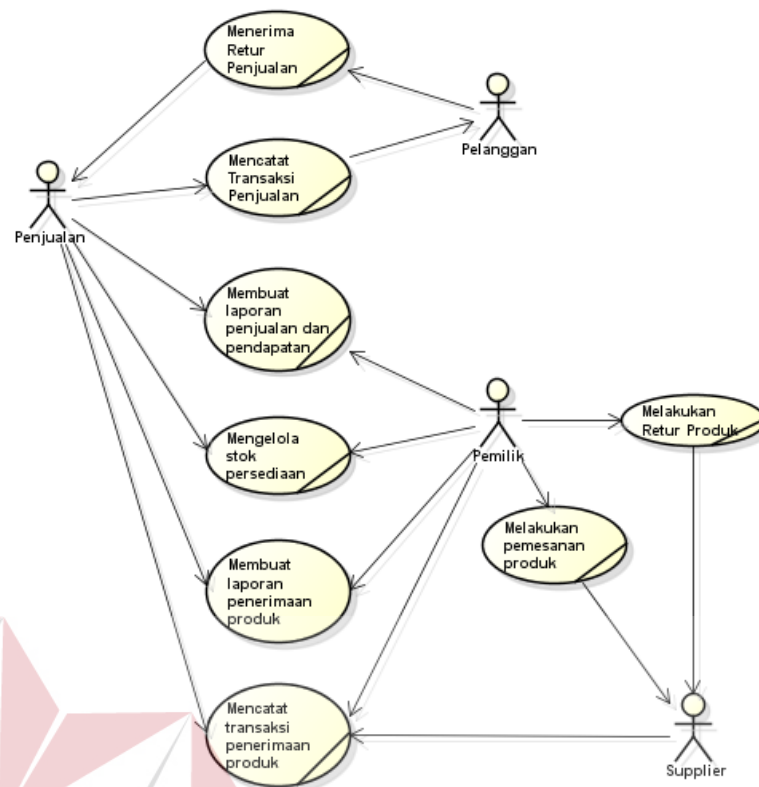 Menerima
Retur
Penjualan
Pelanggan
Mencatat
Transaksi
Penjualan
Penjualan
Membuat
laporan
penjualan dan
pendapatan
Melakukan
Retur Produk
Mengelola
stok
persediaan
Pemilik
Melakukan
pemesanan
produk
Membuat
laporan
penerimaan
produk
Mencatat
transaksi
penerimaan
produk
Supplier